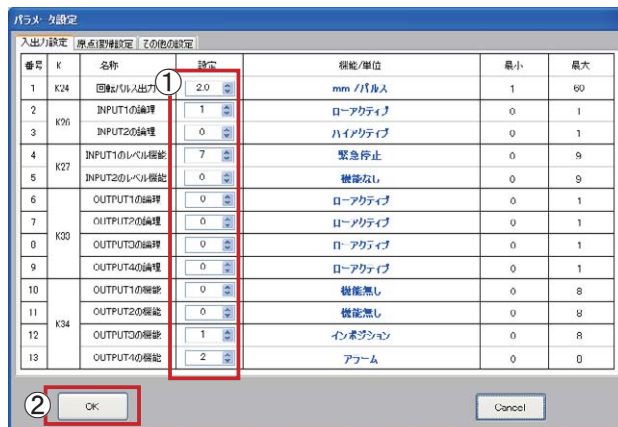 パラメータ設定
入出力設定 原点復帰設定 その他の設定
番号 K 名称 設定 機能/単位 最小 最大
①
1 K24 回転パルス出力 2.0 mm /パルス 1 60
2 K26 INPUT1の論理 1 ローアクティブ 0 1
3 INPUT2の論理 0 ハイアクティブ 0 1
4 K27 INPUT1のレベル機能 7 緊急停止 0 9
5 INPUT2のレベル機能 0 機能なし 0 9
6 K33 OUTPUT1の論理 0 ローアクティブ 0 1
7 OUTPUT2の論理 0 ローアクティブ 0 1
8 OUTPUT3の論理 0 ローアクティブ 0 1
9 OUTPUT4の論理 0 ローアクティブ 0 1
10 K34 OUTPUT1の機能 0 機能無し 0 8
11 OUTPUT2の機能 0 機能無し 0 8
12 OUTPUT3の機能 1 インポジション 0 8
13 OUTPUT4の機能 2 アラーム 0 8
② OK Cancel